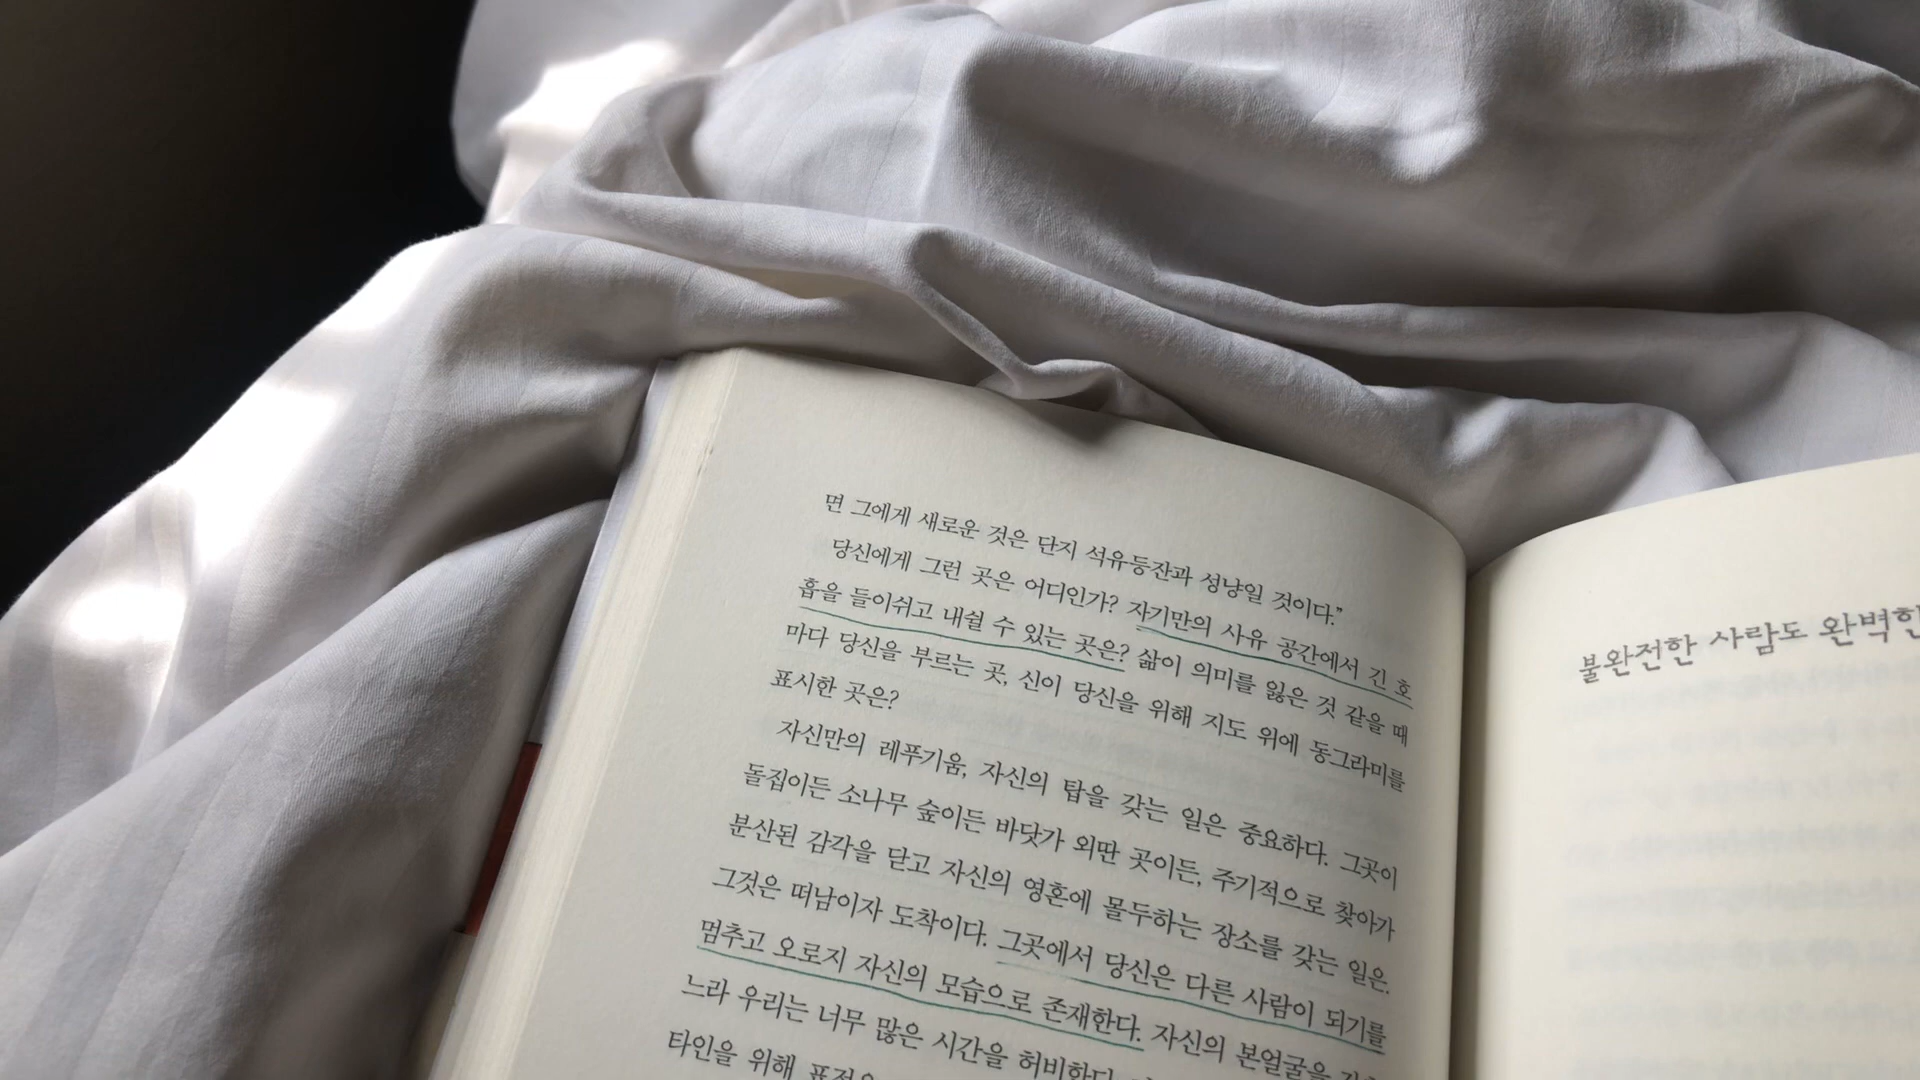 면 그에게 새로운 것은 단지 석유등잔과 성냥일 것이다.”
당신에게 그런 곳은 어디인가? 자기만의 사유 공간에서 긴 호
흡을 들이쉬고 내쉴 수 있는 곳은? 삶이 의미를 잃은 것 같을 때
마다 당신을 부르는 곳, 신이 당신을 위해 지도 위에 동그라미를
표시한 곳은?
자신만의 레푸기움, 자신의 탑을 갖는 일은 중요하다. 그곳이
돌집이든 소나무 숲이든 바닷가 외딴 곳이든, 주기적으로 찾아가
분산된 감각을 닫고 자신의 영혼에 몰두하는 장소를 갖는 일은.
그것은 떠남이자 도착이다. 그곳에서 당신은 다른 사람이 되기를
멈추고 오로지 자신의 모습으로 존재한다. 자신의 본얼굴을
느라 우리는 너무 많은 시간을 허비한다.
타인을 위해
불완전한 사람도 완벽한